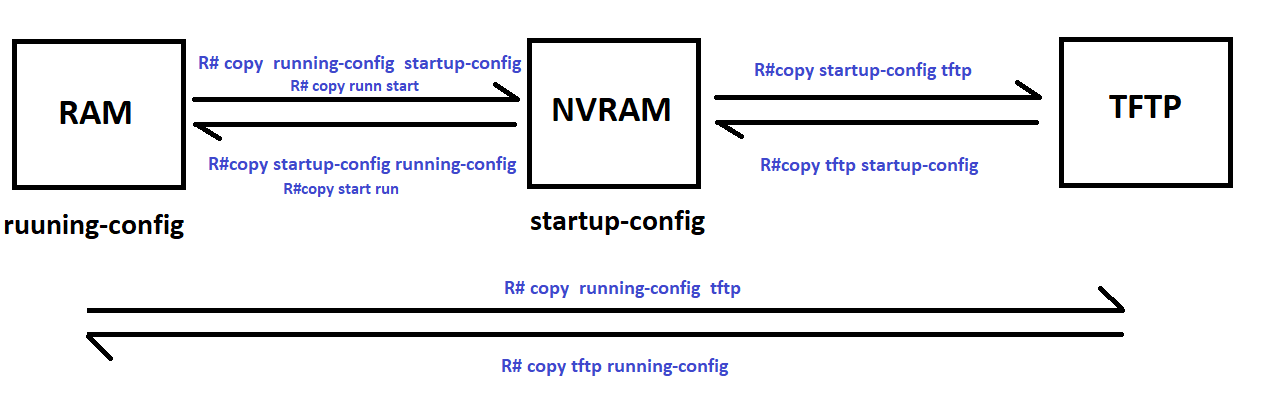 R# copy  running-config  startup-config
R# copy runn start
R#copy startup-config tftp
RAM
NVRAM
TFTP
R#copy startup-config running-config
R#copy start run
R#copy tftp startup-config
ruuning-config
startup-config
R# copy  running-config  tftp
R# copy tftp running-config